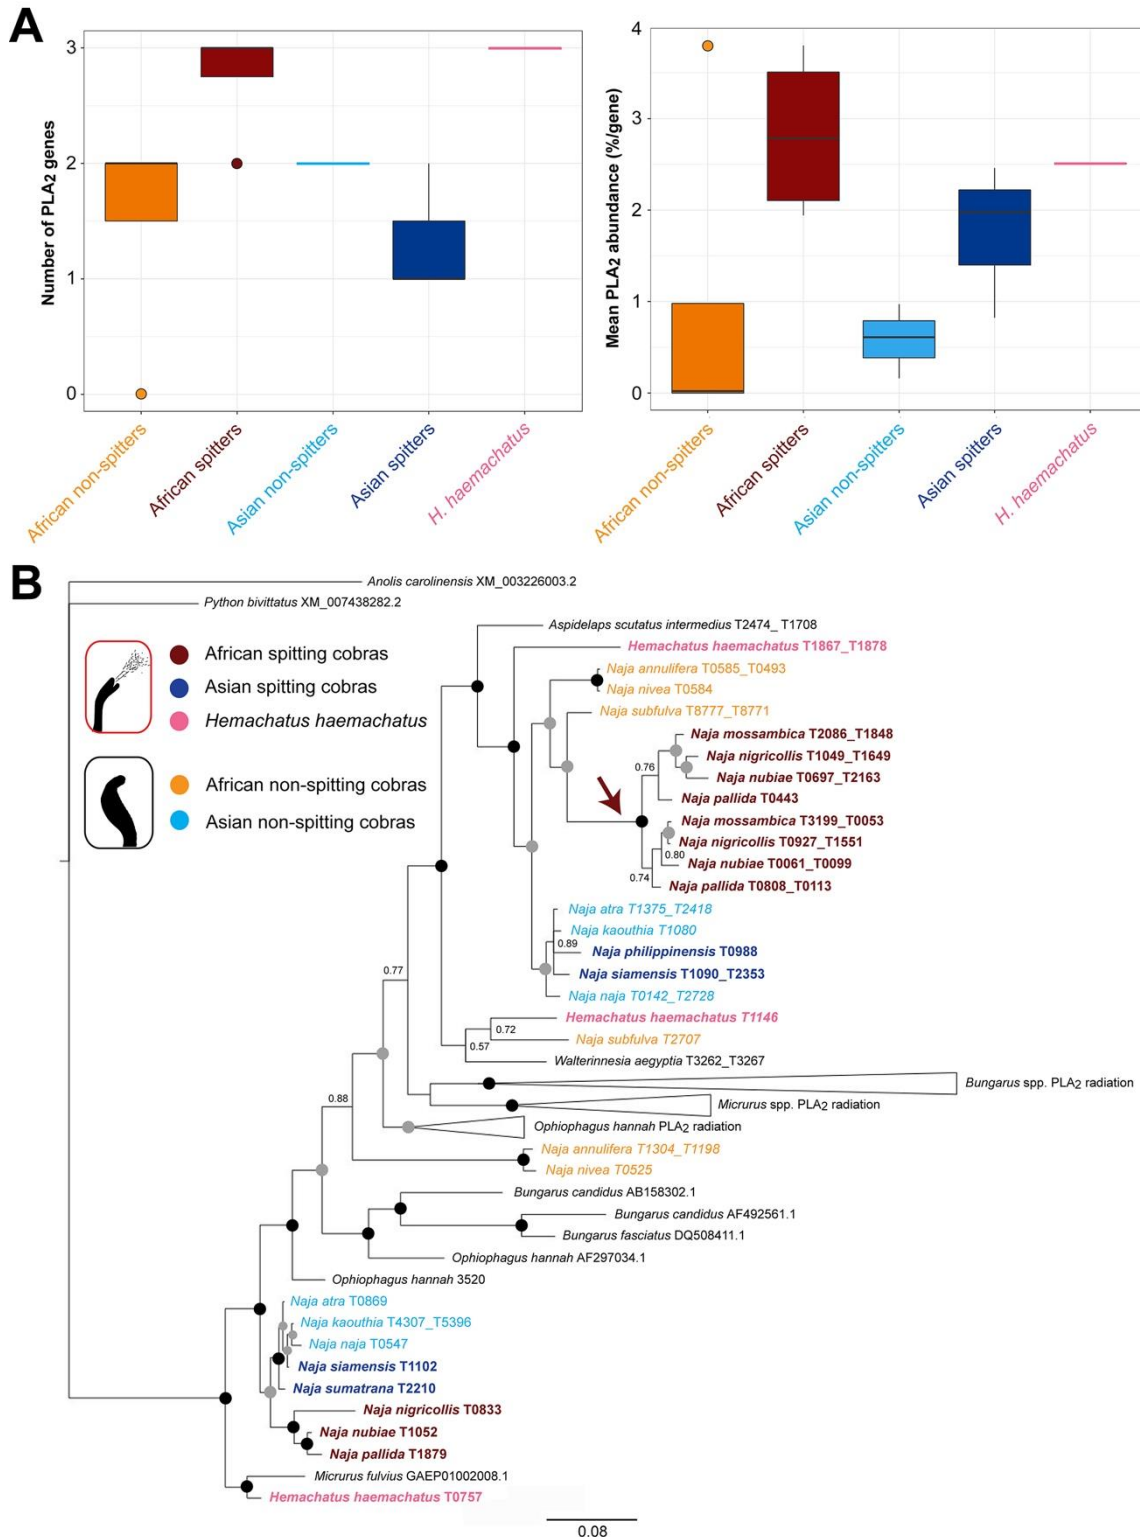 A
Number of PLA2 genes
3
2
1
0
African non-spitters
African spitters
Asian non-spitters
Asian spitters
H. haemachatus
Mean PLA2 abundance (%/gene)
4
3
2
1
0
African non-spitters
African spitters
Asian non-spitters
Asian spitters
H. haemachatus
B
Anolis carolinensis XM_003226003.2
Python bivittatus XM_007438282.2
African spitting cobras
Asian spitting cobras
Hemachatus haemachatus
African non-spitting cobras
Asian non-spitting cobras
Aspidelaps scutatus intermedius T2474_ T1708
Hemachatus haemachatus T1867_T1878
Naja annulifera T0585_T0493
Naja nivea T0584
Naja subfulva T8777_T8771
Naja mossambica T2086_T1848
Naja nigricollis T1049_T1649
0.76
Naja nubiae T0697_T2163
Naja pallida T0443
Naja mossambica T3199_T0053
Naja nigricollis T0927_T1551
0.80
Naja nubiae T0061_T0099
0.74
Naja pallida T0808_T0113
Naja atra T1375_T2418
Naja kaouthia T1080
0.89
Naja philippinensis T0988
Naja siamensis T1090_T2353
0.77
Naja naja T0142_T2728
Hemachatus haemachatus T1146
0.72
Naja subfulva T2707
0.57
Walterinnesia aegyptia T3262_T3267
Bungarus spp. PLA2 radiation
0.88
Micrurus spp. PLA2 radiation
Ophiophagus hannah PLA2 radiation
Naja annulifera T1304_T1198
Naja nivea T0525
Bungarus candidus AB158302.1
Bungarus candidus AF492561.1
Bungarus fasciatus DQ508411.1
Ophiophagus hannah AF297034.1
Ophiophagus hannah 3520
Naja atra T0869
Naja kaouthia T4307_T5396
Naja naja T0547
Naja siamensis T1102
Naja sumatrana T2210
Naja nigricollis T0833
Naja nubiae T1052
Naja pallida T1879
Micrurus fulvius GAEP01002008.1
Hemachatus haemachatus T0757
0.08